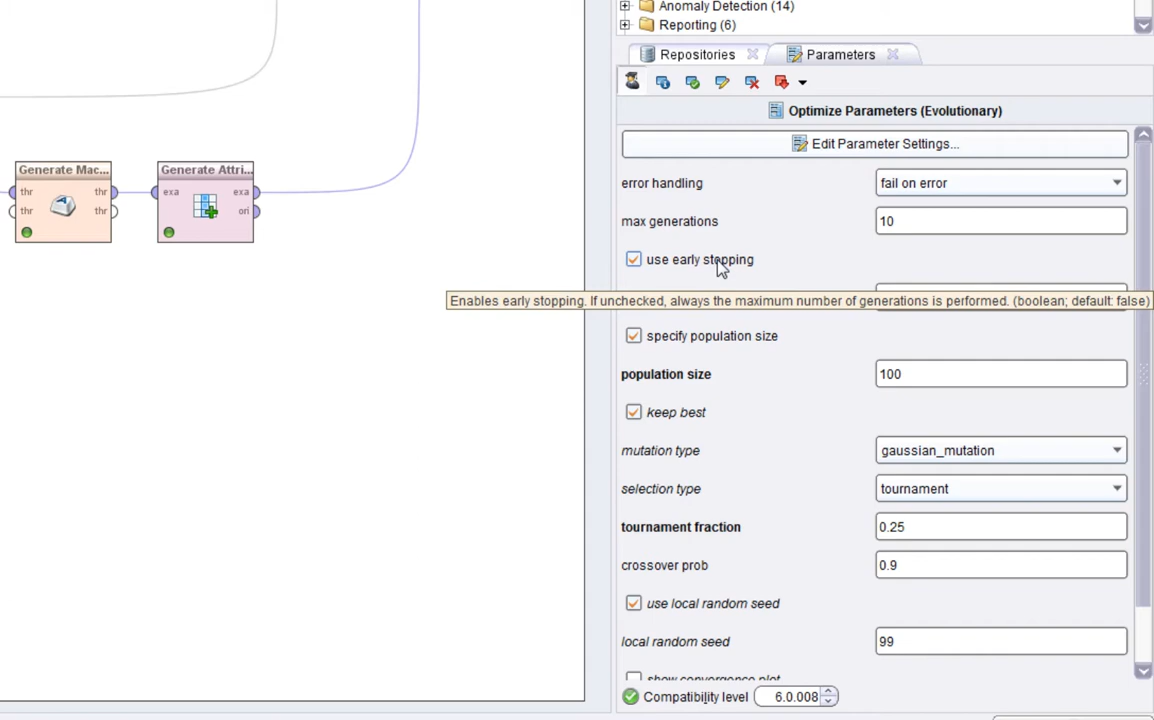 Anomaly Detection (14)
Reporting (6)
Repositories
Parameters
Optimize Parameters (Evolutionary)
Edit Parameter Settings...
error handling
fail on error
max generations
10
use early stopping
Enables early stopping. If unchecked, always the maximum number of generations is performed. (boolean; default: false)
specify population size
population size
100
keep best
mutation type
gaussian_mutation
selection type
tournament
tournament fraction
0.25
crossover prob
0.9
use local random seed
local random seed
99
show convergence plot
Compatibility level
6.0.008
Generate Mac...
thr
thr
thr
thr
Generate Attri...
exa
exa
ori